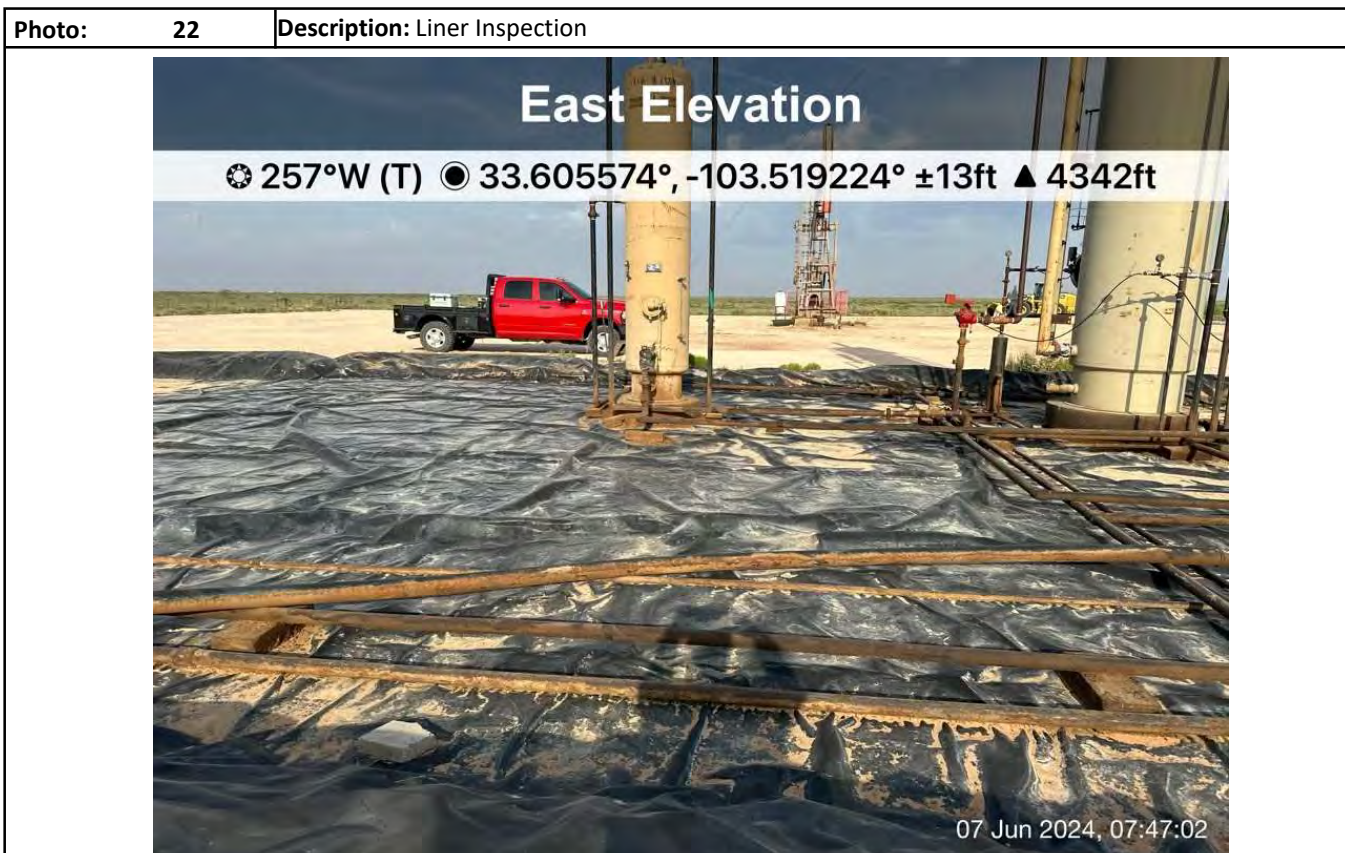 Photo: 22 Description: Liner Inspection
East Elevation
257°W (T) 33.605574°, -103.519224° ±13ft ▲ 4342ft
07 Jun 2024, 07:47:02